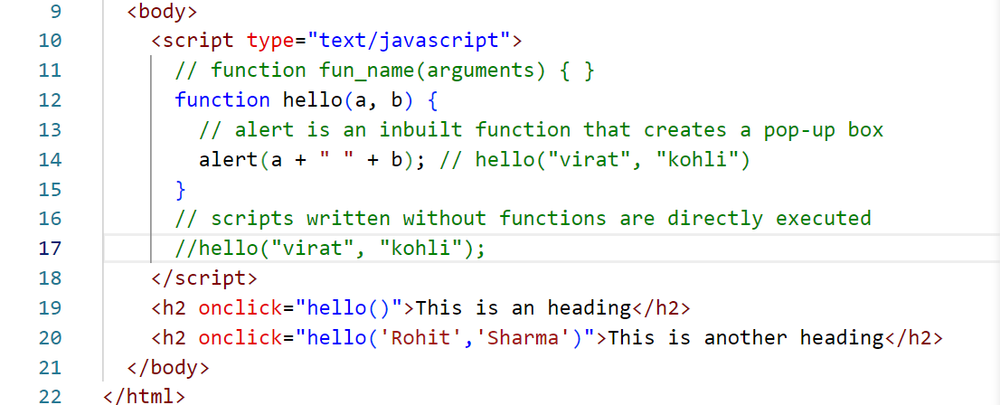 9 <body>
10 <script type="text/javascript">
11 // function fun_name(arguments) { }
12 function hello(a, b) {
13 // alert is an inbuilt function that creates a pop-up box
14 alert(a + " " + b); // hello("virat", "kohli")
15 }
16 // scripts written without functions are directly executed
17 //hello("virat", "kohli");
18 </script>
19 <h2 onclick="hello()">This is an heading</h2>
20 <h2 onclick="hello('Rohit','Sharma')">This is another heading</h2>
21 </body>
22 </html>